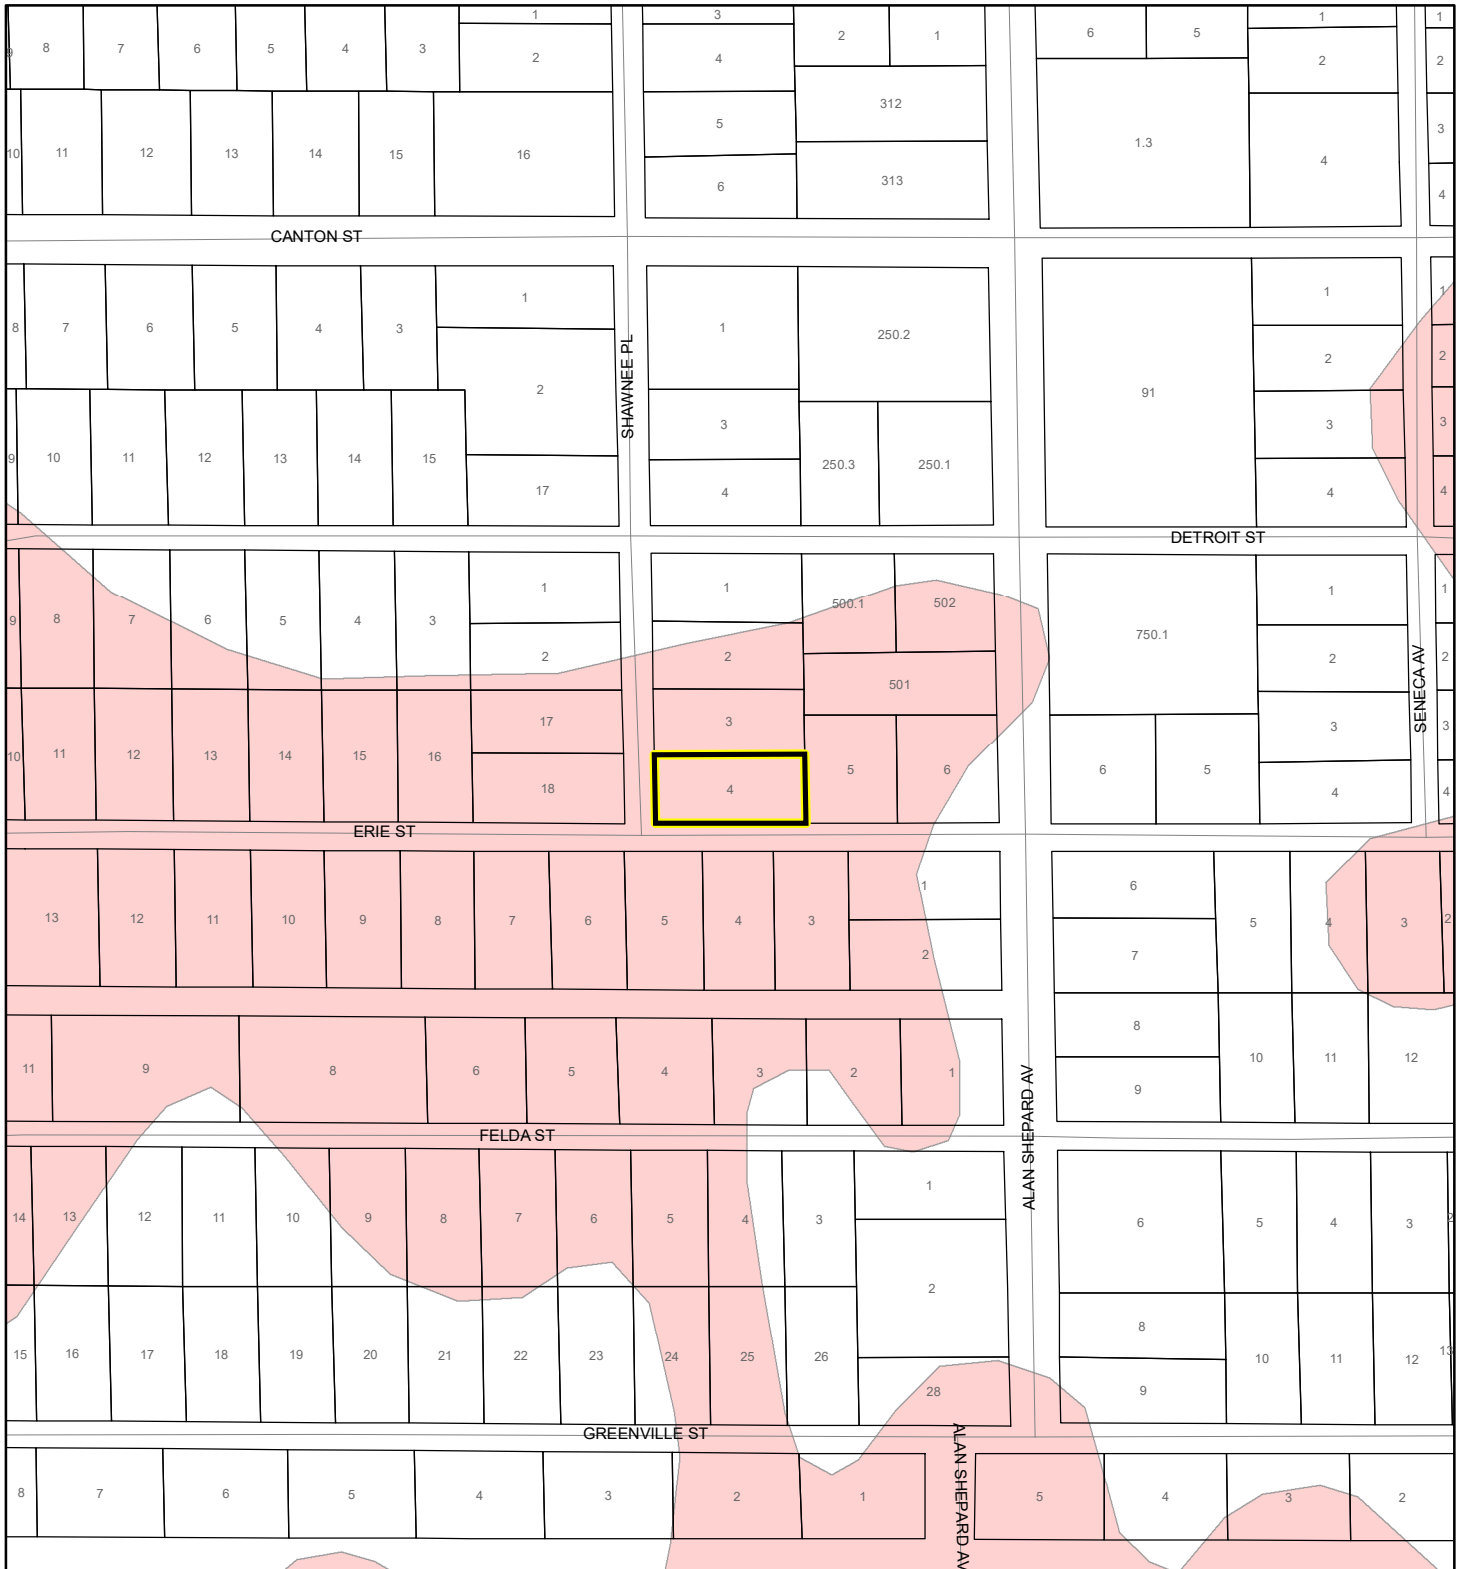 1 3 1 1
9 8 7 6 5 4 3 2 4 2 1 6 5 2 2
10 11 12 13 14 15 16 5 312 1.3 4 3
6 313 4
CANTON ST
8 7 6 5 4 3 1 1 250.2 91 1 1
2 2 2
SHAWNEE PL
9 10 11 12 13 14 15 17 3 250.3 250.1 3 3
4 4 4
DETROIT ST
9 8 7 6 5 4 3 1 1 500.1 502 750.1 1 1
2 2 501 2 2
SENECA AV
10 11 12 13 14 15 16 17 3 5 6 6 5 3 3
18 4 4 4
ERIE ST
13 12 11 10 9 8 7 6 5 4 3 1 6 5 4 3 2
2 7
11 9 8 6 5 4 3 2 1 8 10 11 12
9
FELDA ST
ALAN SHEPARD AV
14 13 12 11 10 9 8 7 6 5 4 3 1 6 5 4 3 2
2
15 16 17 18 19 20 21 22 23 24 25 26 28 8 10 11 12 13
9
GREENVILLE ST
ALAN SHEPARD AV
8 7 6 5 4 3 2 1 5 4 3 2